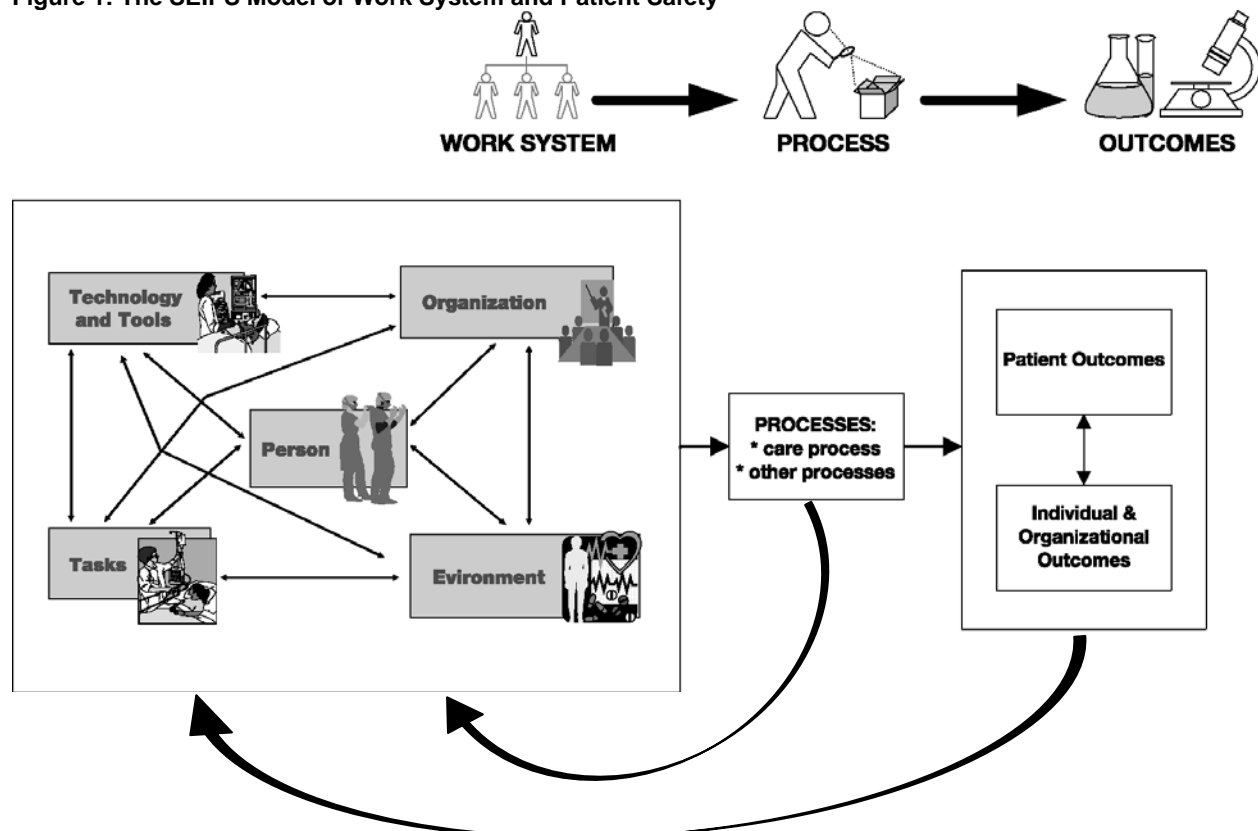 Figure 1. The SEIPS Model of Work System and Patient Safety
WORK SYSTEM
PROCESS
OUTCOMES
Technology
and Tools
Organization
Person
Tasks
Evironment
PROCESSES:
* care process
* other processes
Patient Outcomes
Individual &
Organizational
Outcomes